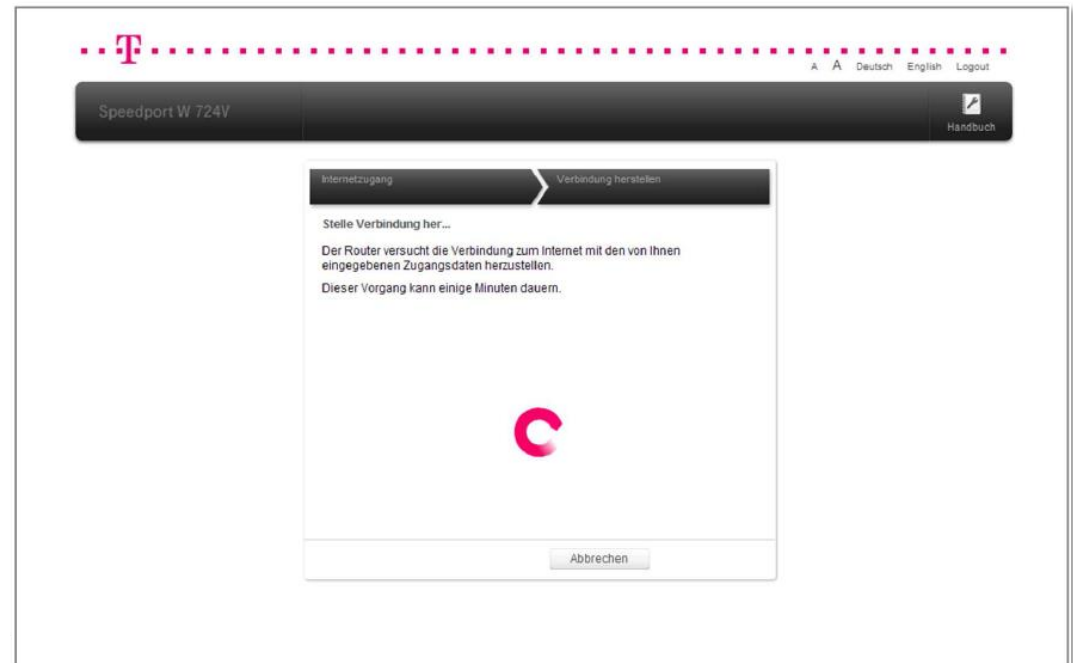 T
A A Deutsch English Logout
Speedport W 724V
Handbuch
Internetzugang Verbindung herstellen
Stelle Verbindung her...
Der Router versucht die Verbindung zum Internet mit den von Ihnen
eingegebenen Zugangsdaten herzustellen.
Dieser Vorgang kann einige Minuten dauern.
Abbrechen